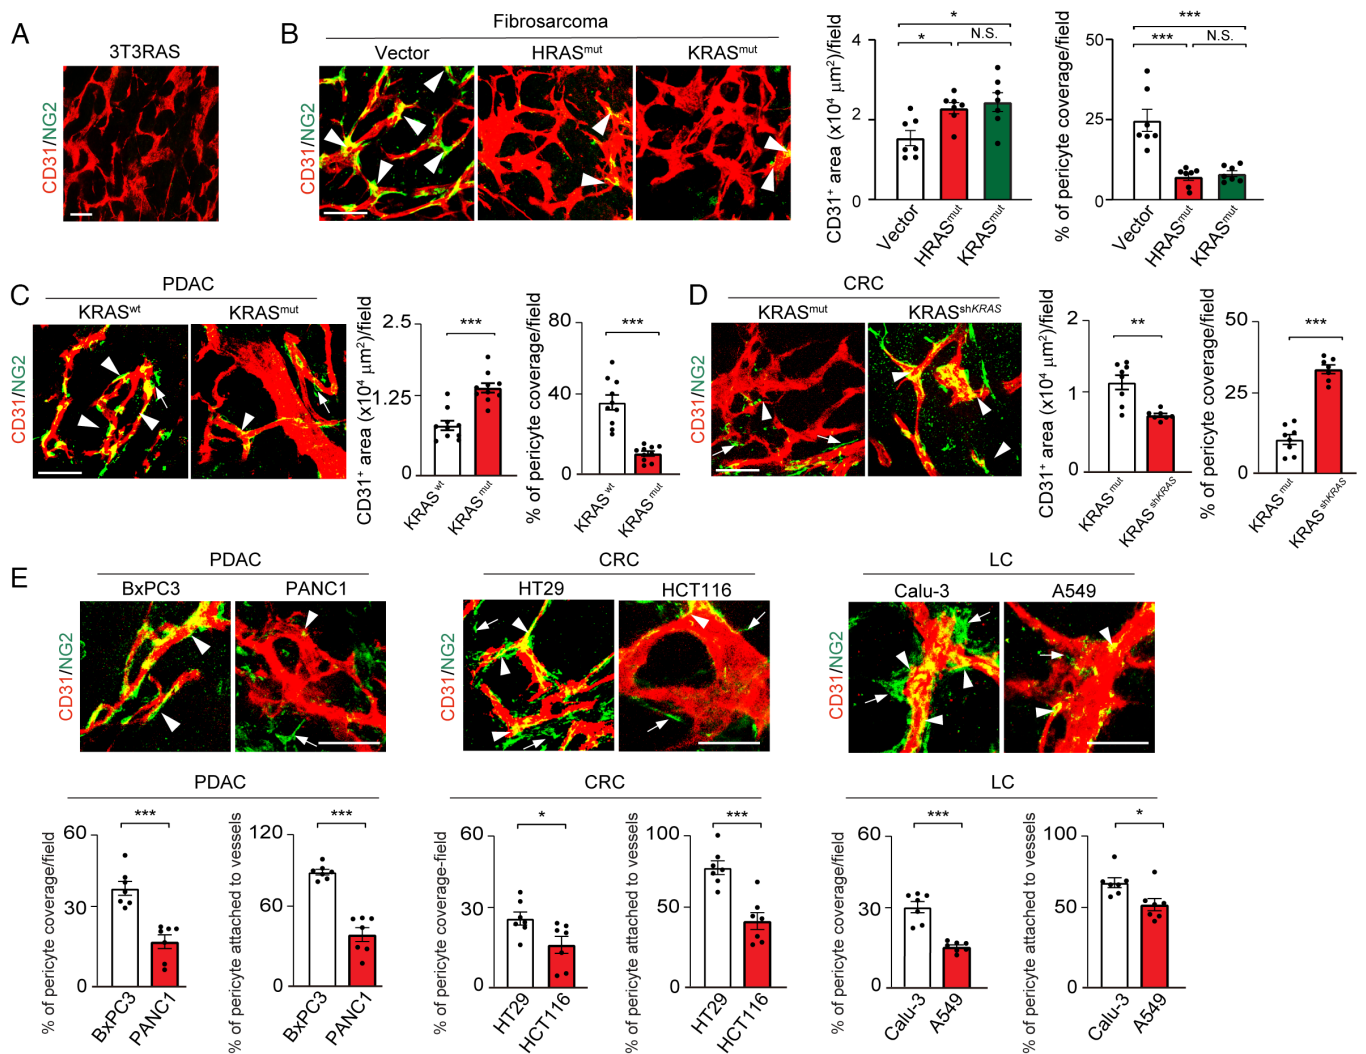 A
3T3RAS
CD31/NG2
B
Fibrosarcoma
Vector
HRASmut
KRASmut
CD31/NG2
CD31+ area (x10⁴ μm²)/field
4
2
0
*
*
N.S.
Vector
HRASmut
KRASmut
% of pericyte coverage/field
50
25
0
***
***
N.S.
Vector
HRASmut
KRASmut
C
PDAC
KRASwt
KRASmut
CD31/NG2
CD31+ area (x10⁴ μm²)/field
2.5
1.25
0
***
KRASwt
KRASmut
% of pericyte coverage/field
80
40
0
***
KRASwt
KRASmut
D
CRC
KRASmut
KRASshKRAS
CD31/NG2
CD31+ area (x10⁴ μm²)/field
2
1
0
**
KRASmut
KRASshKRAS
% of pericyte coverage/field
50
25
0
***
KRASmut
KRASshKRAS
E
PDAC
BxPC3
PANC1
CD31/NG2
CRC
HT29
HCT116
CD31/NG2
LC
Calu-3
A549
CD31/NG2
PDAC
% of pericyte coverage/field
60
30
0
***
BxPC3
PANC1
% of pericyte attached to vessels
120
60
0
***
BxPC3
PANC1
CRC
% of pericyte coverage-field
60
30
0
*
HT29
HCT116
% of pericyte attached to vessels
100
50
0
***
HT29
HCT116
LC
% of pericyte coverage/field
60
30
0
***
Calu-3
A549
% of pericyte attached to vessels
100
50
0
*
Calu-3
A549